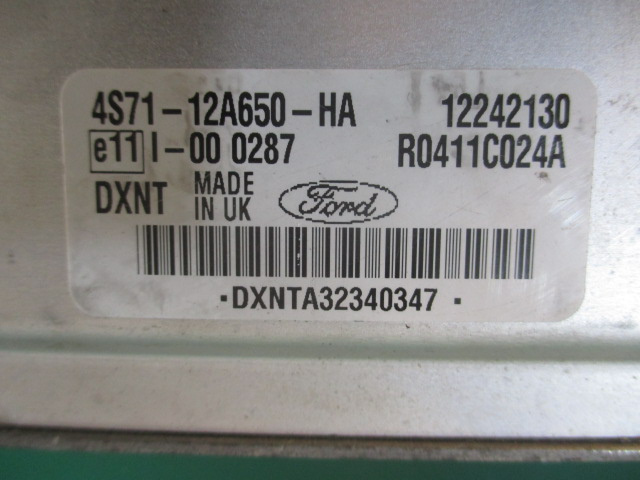 4S71-12A650-HA 12242130
e11 I-00 0287 R0411C024A
DXNT MADE IN UK Ford
·DXNTA32340347 ·